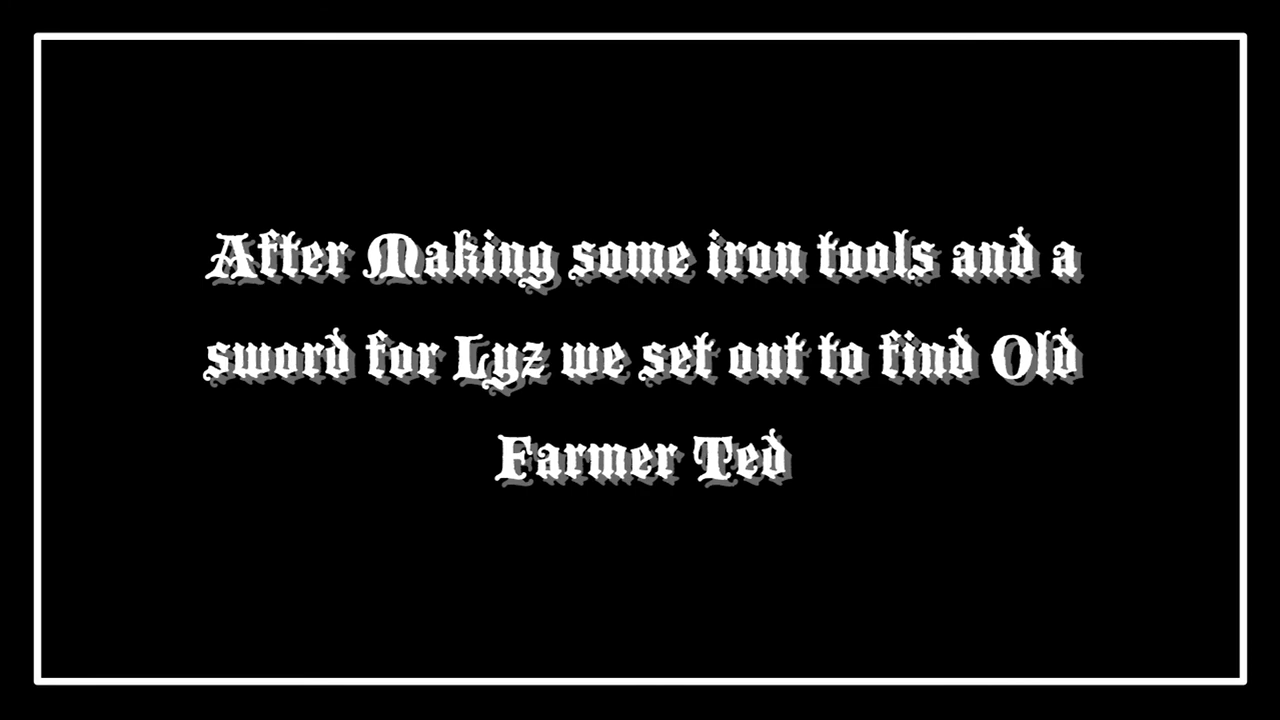 After Making some iron tools and a
sword for Lyz we set out to find Old
Farmer Ted